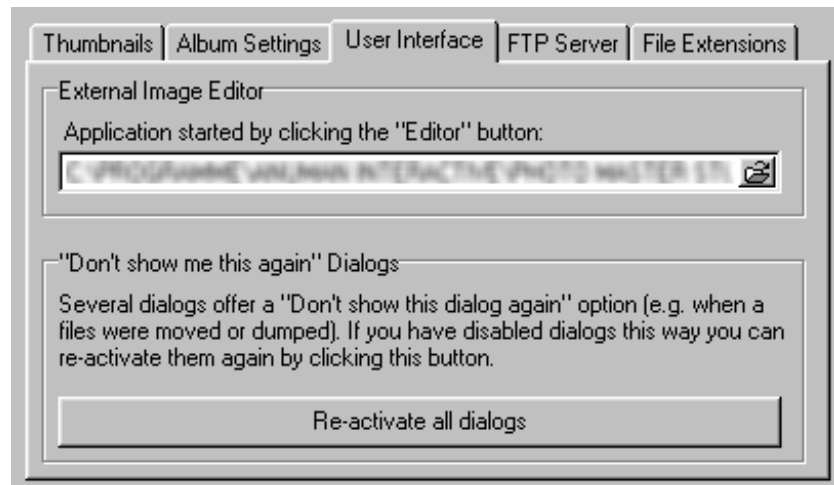 Thumbnails Album Settings User Interface FTP Server File Extensions
External Image Editor
Application started by clicking the "Editor" button:
"Don't show me this again" Dialogs
Several dialogs offer a "Don't show this dialog again" option (e.g. when a
files were moved or dumped). If you have disabled dialogs this way you can
re-activate them again by clicking this button.
Re-activate all dialogs